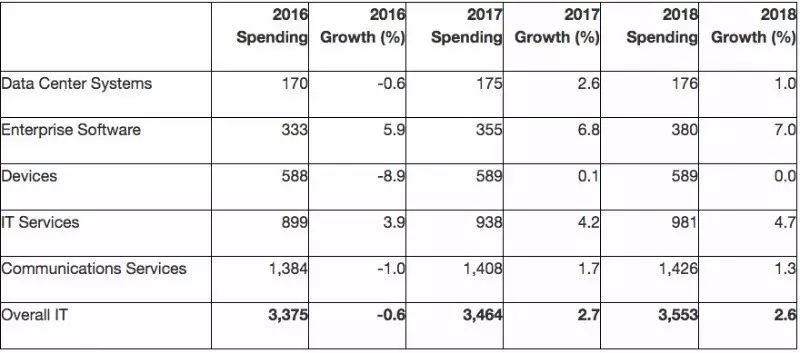 2016 2016 2017 2017 2018 2018
Spending Growth (%) Spending Growth (%) Spending Growth (%)
Data Center Systems 170 -0.6 175 2.6 176 1.0
Enterprise Software 333 5.9 355 6.8 380 7.0
Devices 588 -8.9 589 0.1 589 0.0
IT Services 899 3.9 938 4.2 981 4.7
Communications Services 1,384 -1.0 1,408 1.7 1,426 1.3
Overall IT 3,375 -0.6 3,464 2.7 3,553 2.6